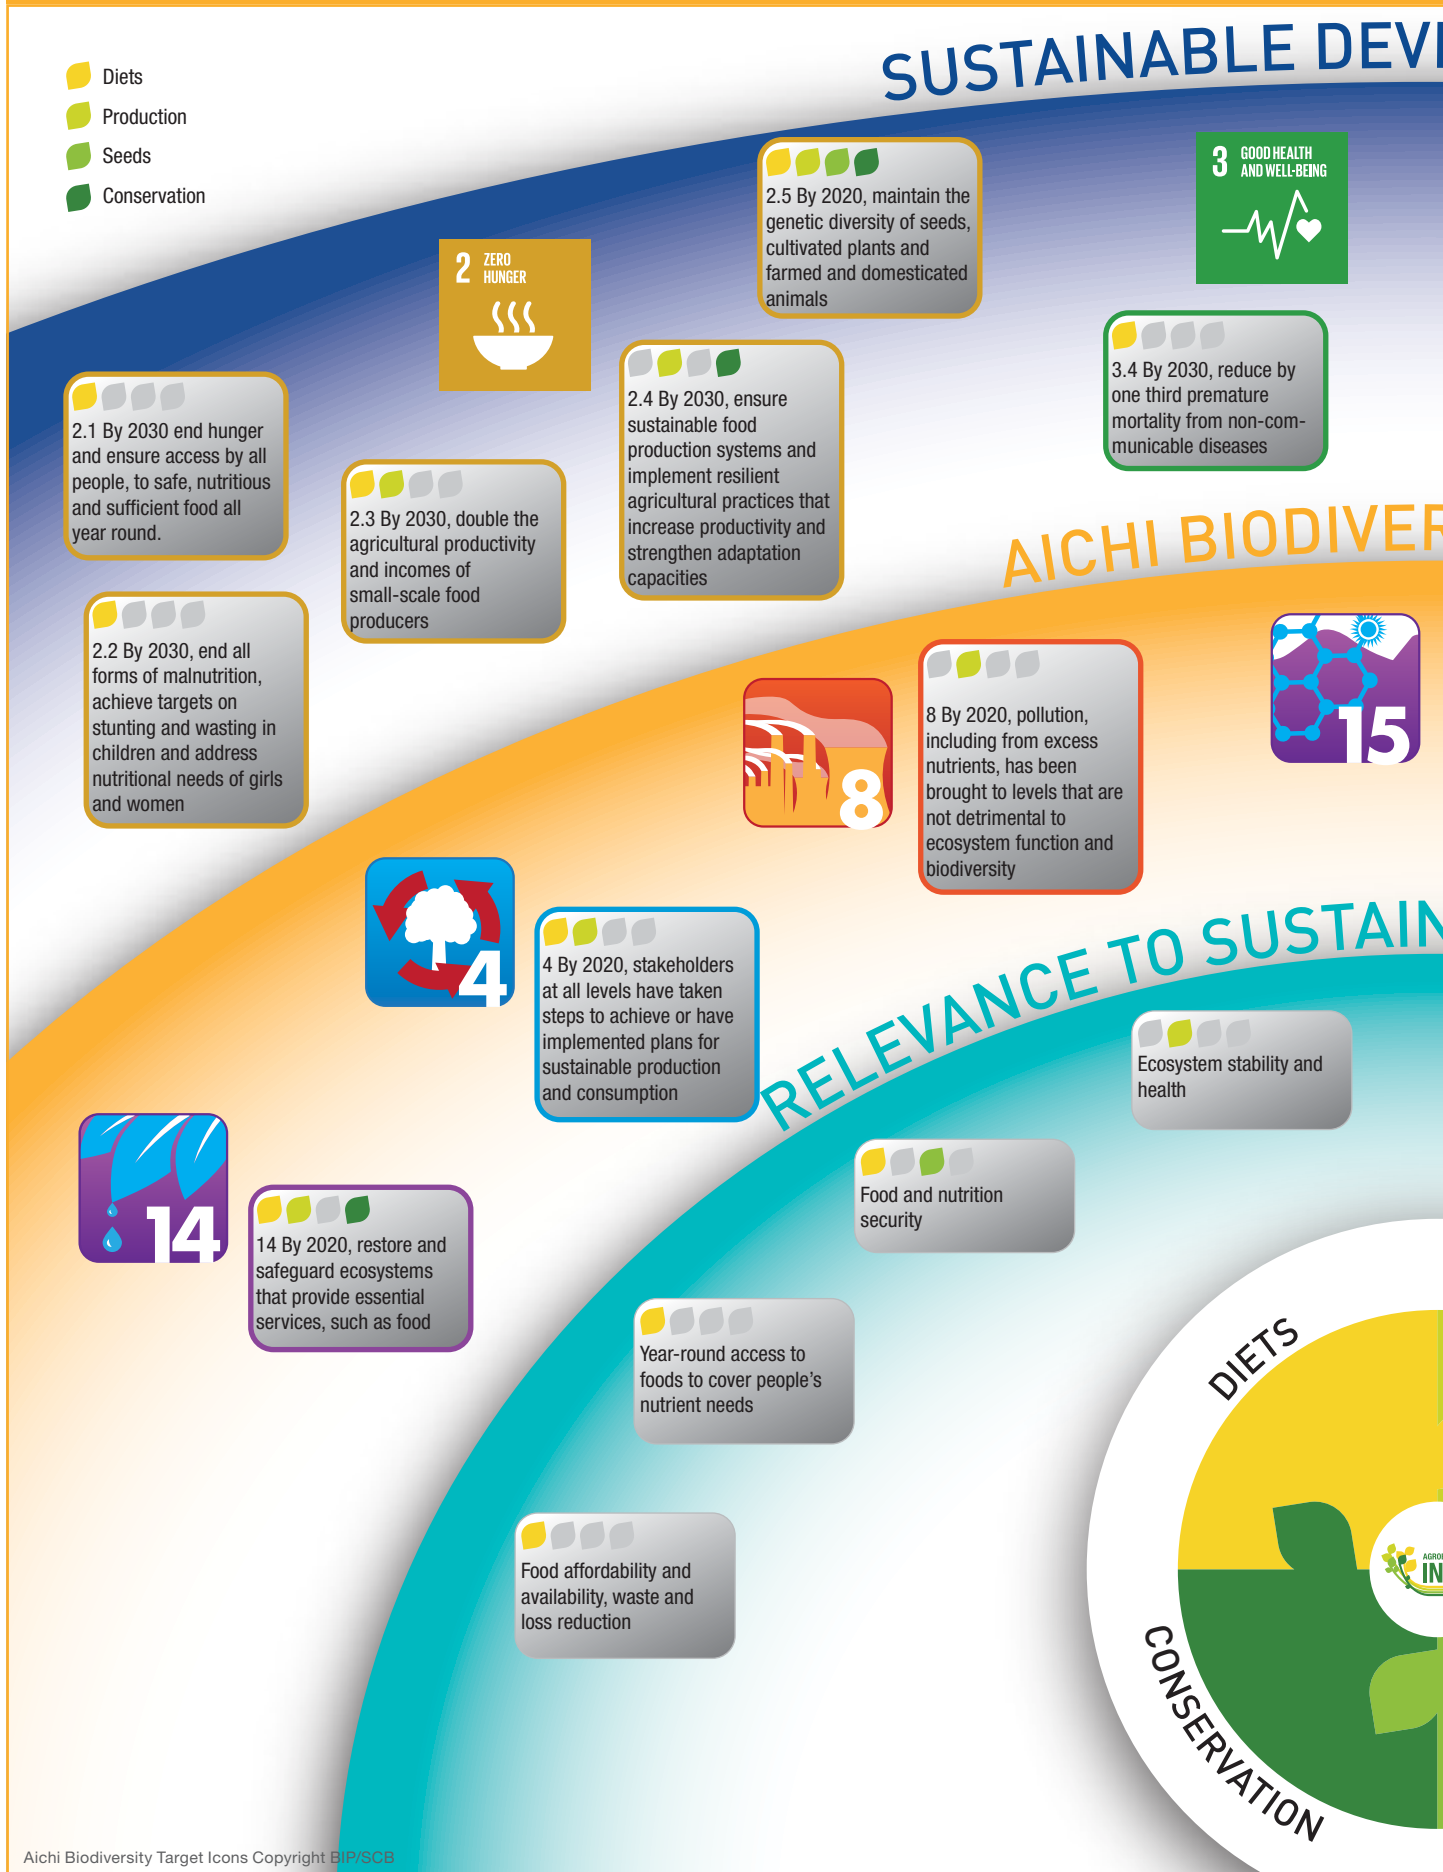 SUSTAINABLE DEVE
Diets
Production
Seeds
Conservation
2 ZERO
HUNGER
2.5 By 2020, maintain the
genetic diversity of seeds,
cultivated plants and
farmed and domesticated
animals
3 GOOD HEALTH
AND WELL-BEING
2.1 By 2030 end hunger
and ensure access by all
people, to safe, nutritious
and sufficient food all
year round.
2.3 By 2030, double the
agricultural productivity
and incomes of
small-scale food
producers
2.4 By 2030, ensure
sustainable food
production systems and
implement resilient
agricultural practices that
increase productivity and
strengthen adaptation
capacities
3.4 By 2030, reduce by
one third premature
mortality from non-com-
municable diseases
2.2 By 2030, end all
forms of malnutrition,
achieve targets on
stunting and wasting in
children and address
nutritional needs of girls
and women
AICHI BIODIVER
8
8 By 2020, pollution,
including from excess
nutrients, has been
brought to levels that are
not detrimental to
ecosystem function and
biodiversity
15
4
4 By 2020, stakeholders
at all levels have taken
steps to achieve or have
implemented plans for
sustainable production
and consumption
14
14 By 2020, restore and
safeguard ecosystems
that provide essential
services, such as food
RELEVANCE TO SUSTAIN
Ecosystem stability and
health
Food and nutrition
security
Year-round access to
foods to cover people's
nutrient needs
Food affordability and
availability, waste and
loss reduction
DIETS
AGROB
IN
CONSERVATION
Aichi Biodiversity Target Icons Copyright BIP/SCB